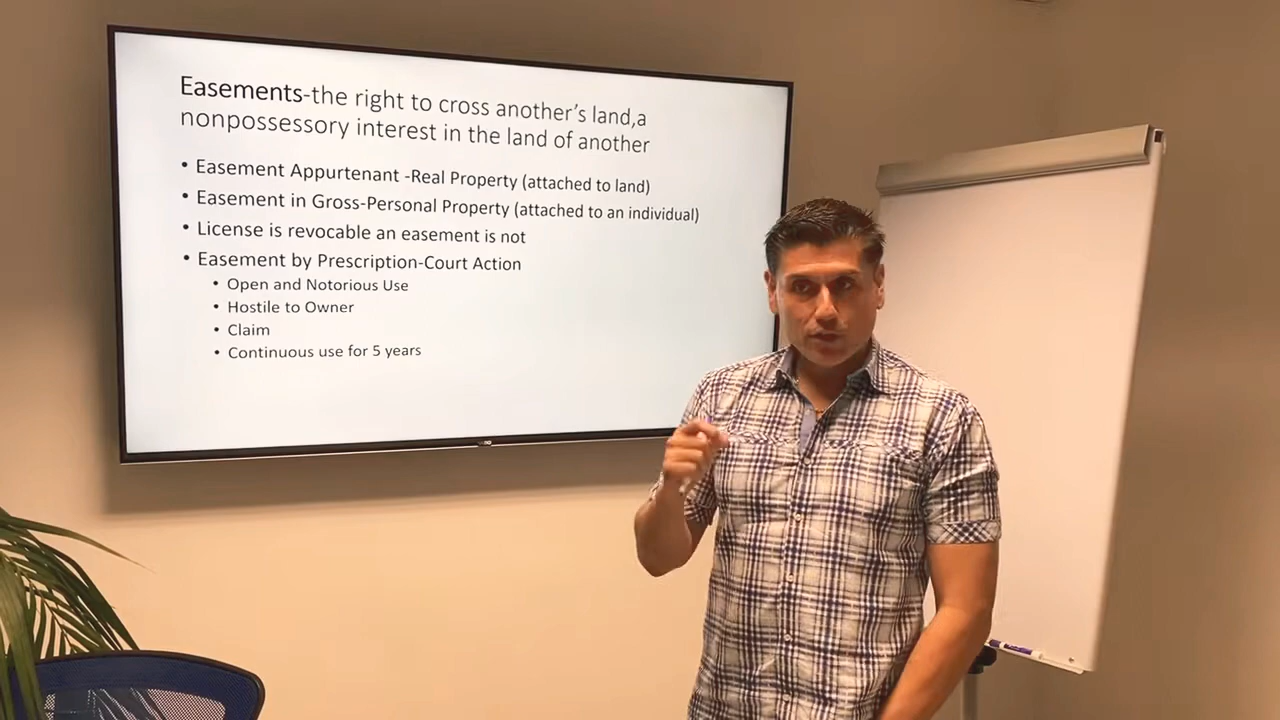 Easements-the right to cross another's land,a
nonpossessory interest in the land of another
• Easement Appurtenant -Real Property (attached to land)
• Easement in Gross-Personal Property (attached to an individual)
• License is revocable an easement is not
• Easement by Prescription-Court Action
• Open and Notorious Use
• Hostile to Owner
• Claim
• Continuous use for 5 years